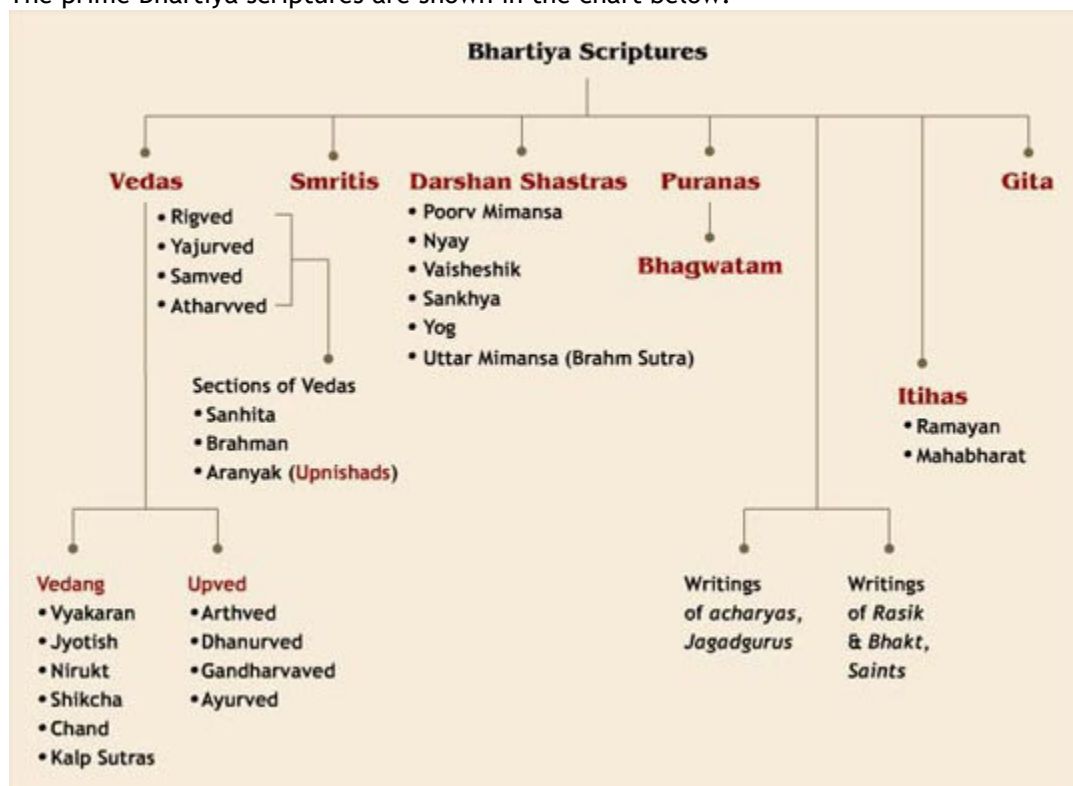 The prime Bhartiya scriptures are shown in the chart below.
Bhartiya Scriptures
Vedas
• Rigved
• Yajurved
• Samved
• Atharvved
Sections of Vedas
• Sanhita
• Brahman
• Aranyak (Upnishads)
Vedang
• Vyakaran
• Jyotish
• Nirukt
• Shikcha
• Chand
• Kalp Sutras
Upved
• Arthved
• Dhanurved
• Gandharvaved
• Ayurved
Smritis
Darshan Shastras
• Poorv Mimansa
• Nyay
• Vaisheshik
• Sankhya
• Yog
• Uttar Mimansa (Brahm Sutra)
Puranas
Bhagwatam
Writings
of acharyas,
Jagadgurus
Writings
of Rasik
& Bhakt,
Saints
Itihas
• Ramayan
• Mahabharat
Gita